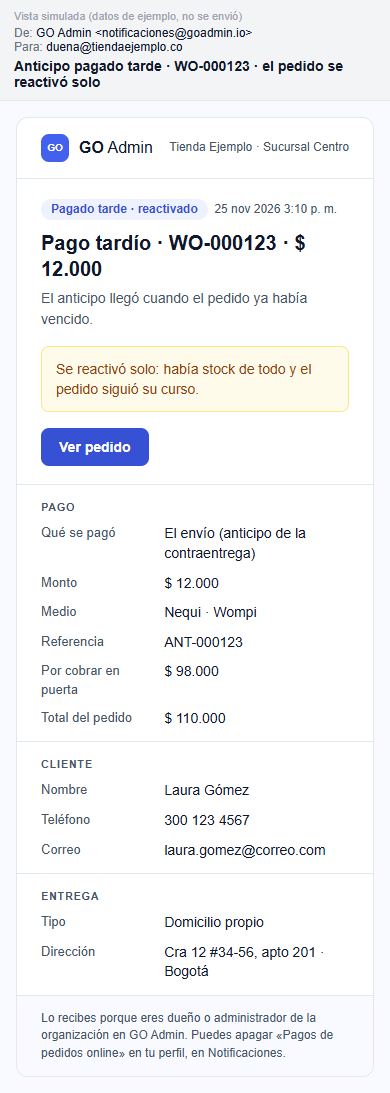 Vista simulada (datos de ejemplo, no se envió)
De: GO Admin <notificaciones@goadmin.io>
Para: duena@tiendaejemplo.co
Anticipo pagado tarde · WO-000123 · el pedido se
reactivó solo
GO GO Admin Tienda Ejemplo · Sucursal Centro
Pagado tarde · reactivado 25 nov 2026 3:10 p. m.
Pago tardío · WO-000123 · $
12.000
El anticipo llegó cuando el pedido ya había
vencido.
Se reactivó solo: había stock de todo y el
pedido siguió su curso.
Ver pedido
PAGO
Qué se pagó El envío (anticipo de la
contraentrega)
Monto $ 12.000
Medio Nequi · Wompi
Referencia ANT-000123
Por cobrar en $ 98.000
puerta
Total del pedido $ 110.000
CLIENTE
Nombre Laura Gómez
Teléfono 300 123 4567
Correo laura.gomez@correo.com
ENTREGA
Tipo Domicilio propio
Dirección Cra 12 #34-56, apto 201 ·
Bogotá
Lo recibes porque eres dueño o administrador de la
organización en GO Admin. Puedes apagar «Pagos de
pedidos online» en tu perfil, en Notificaciones.